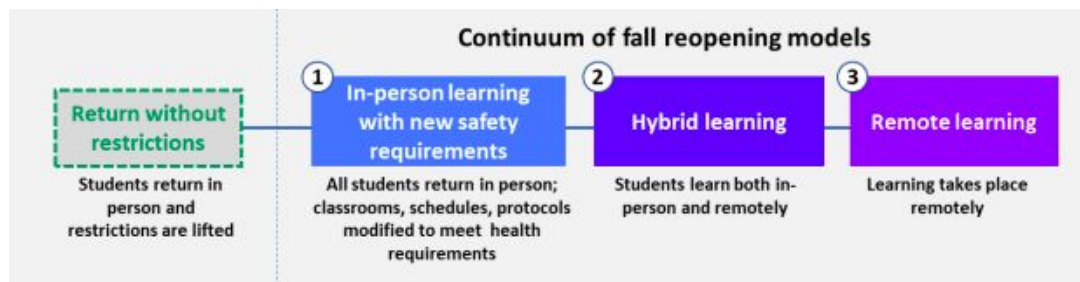 Continuum of fall reopening models
Return without
restrictions
Students return in
person and
restrictions are lifted
1
In-person learning
with new safety
requirements
All students return in person;
classrooms, schedules, protocols
modified to meet health
requirements
2
Hybrid learning
Students learn both in-
person and remotely
3
Remote learning
Learning takes place
remotely